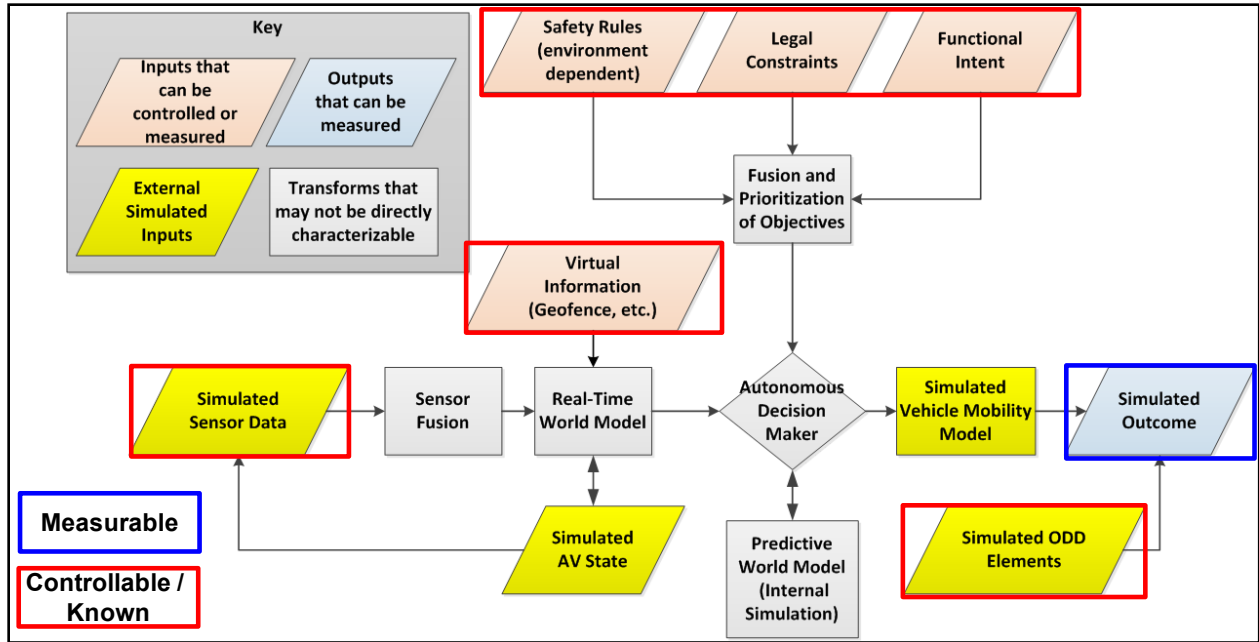 Key
Inputs that
can be
controlled or
measured
Outputs
that can be
measured
External
Simulated
Inputs
Transforms that
may not be directly
characterizable
Safety Rules
(environment
dependent)
Legal
Constraints
Functional
Intent
Fusion and
Prioritization
of Objectives
Virtual
Information
(Geofence, etc.)
Simulated
Sensor Data
Sensor
Fusion
Real-Time
World Model
Autonomous
Decision
Maker
Simulated
Vehicle Mobility
Model
Simulated
Outcome
Measurable
Controllable /
Known
Simulated
AV State
Predictive
World Model
(Internal
Simulation)
Simulated ODD
Elements